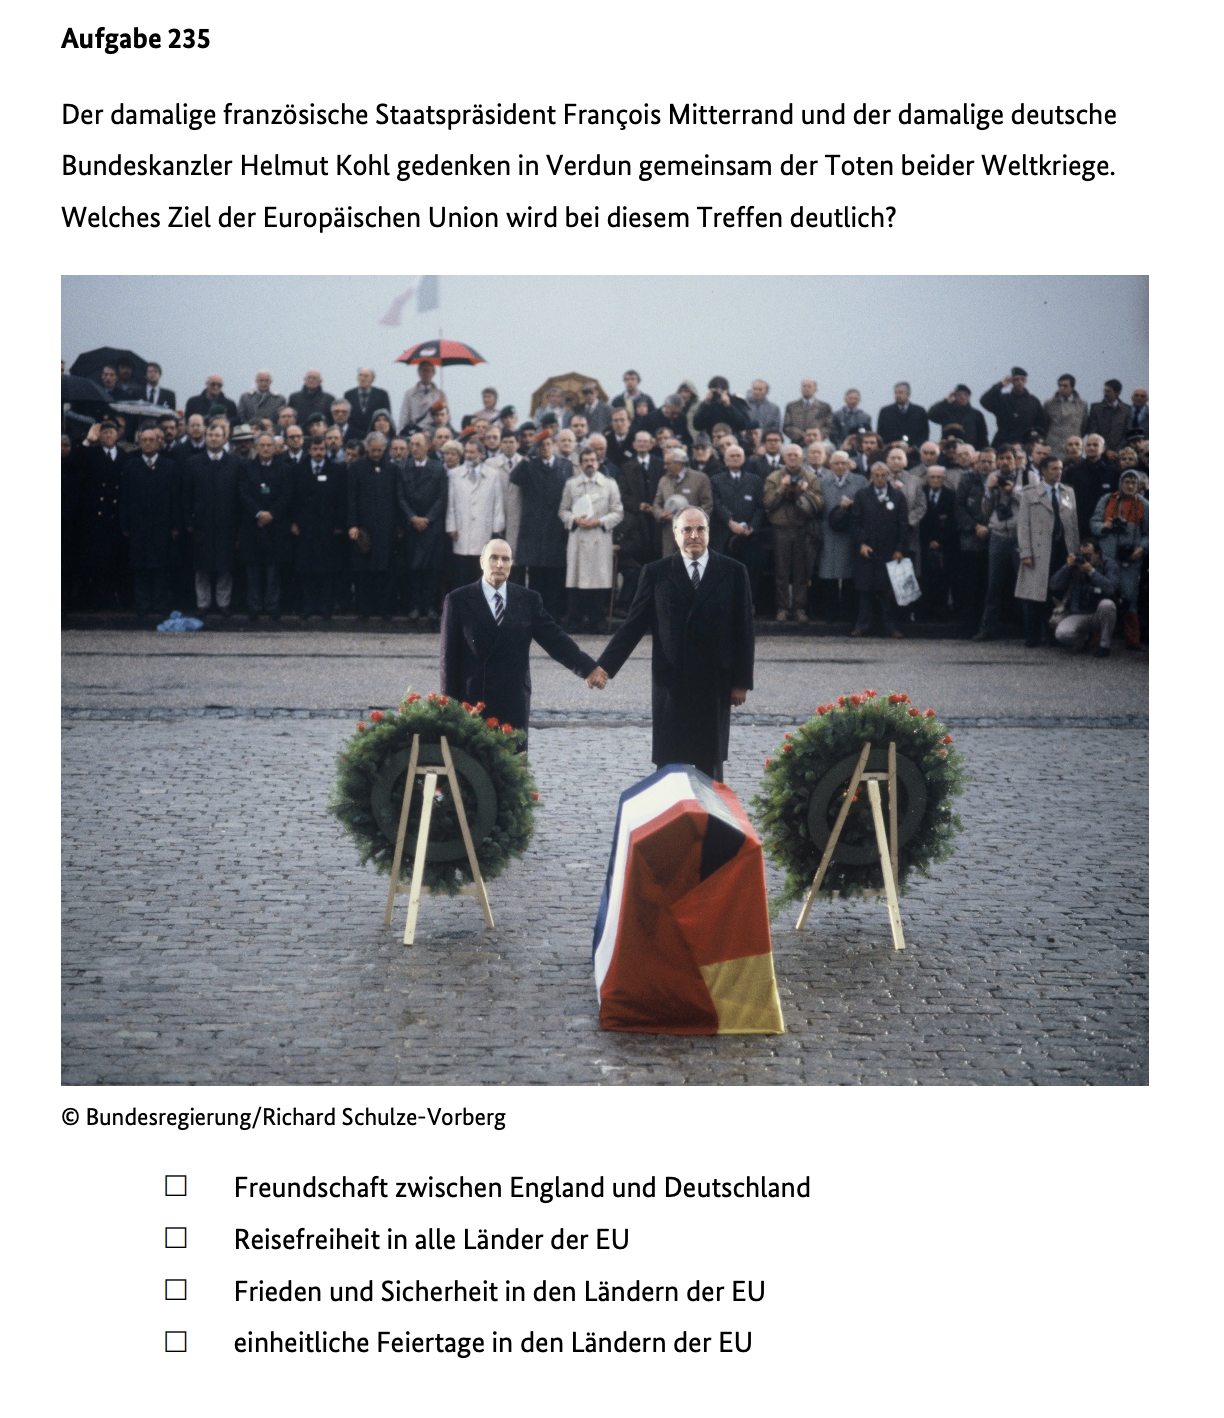 Aufgabe 235
Der damalige französische Staatspräsident François Mitterrand und der damalige deutsche
Bundeskanzler Helmut Kohl gedenken in Verdun gemeinsam der Toten beider Weltkriege.
Welches Ziel der Europäischen Union wird bei diesem Treffen deutlich?
© Bundesregierung/Richard Schulze-Vorberg
☐ Freundschaft zwischen England und Deutschland
☐ Reisefreiheit in alle Länder der EU
☐ Frieden und Sicherheit in den Ländern der EU
☐ einheitliche Feiertage in den Ländern der EU